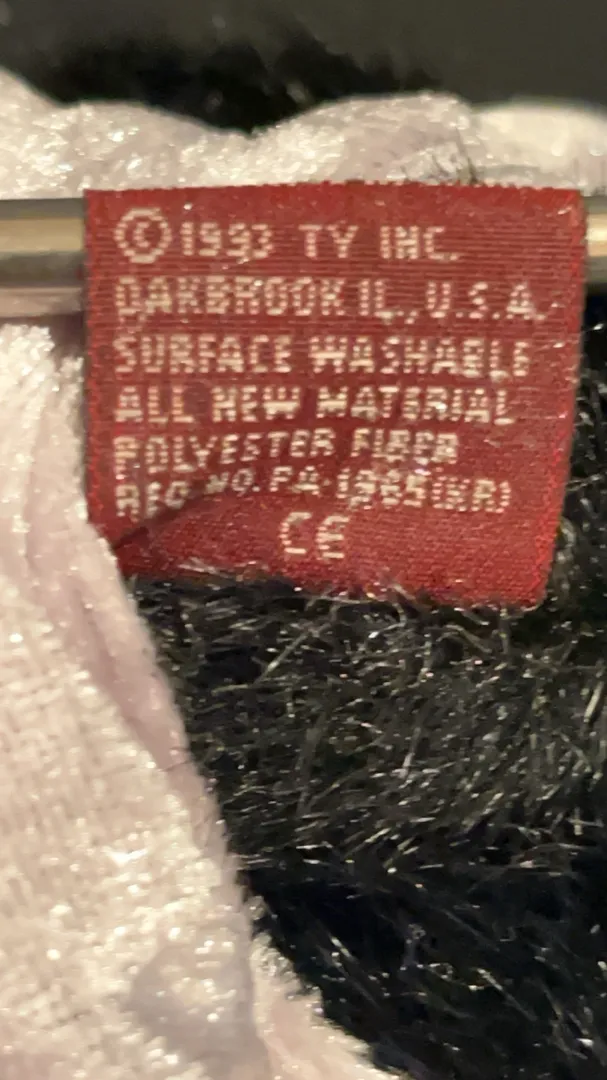 © 1993 TY INC.
OAKBROOK IL., U.S.A.
SURFACE WASHABLE
ALL NEW MATERIAL
POLYESTER FIBER
REG NO. PA-1965(KR)
CE